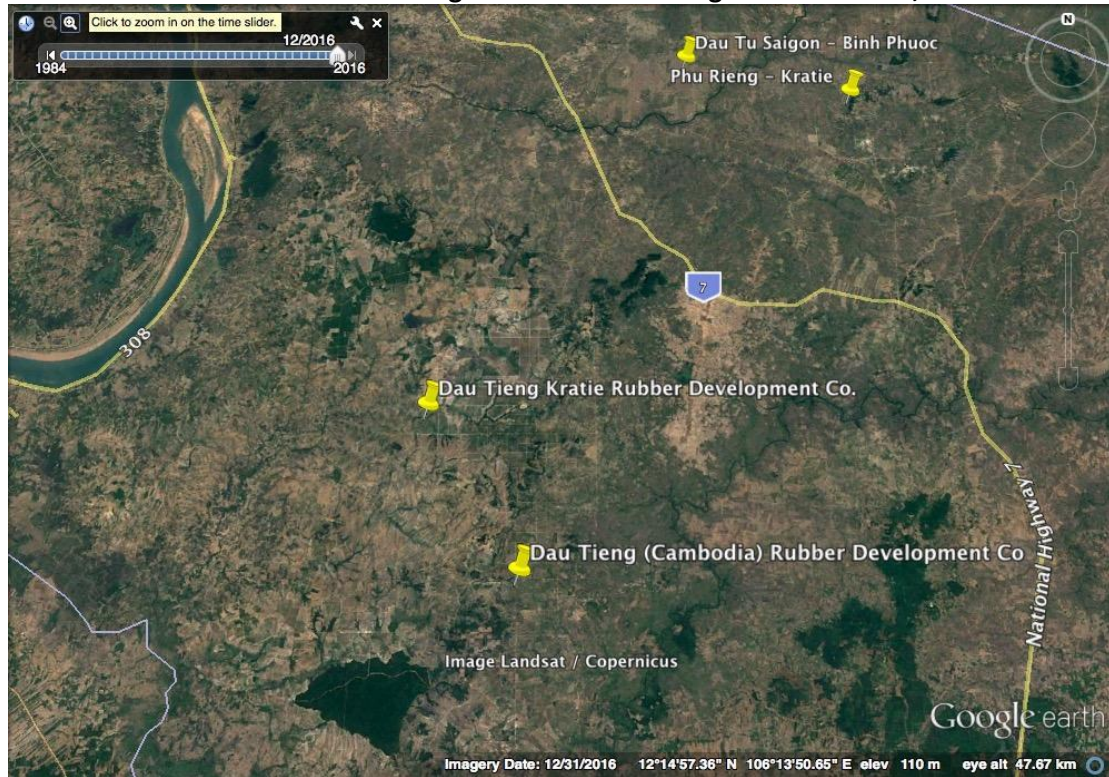 Click to zoom in on the time slider.
12/2016
1984
2016
N
Dau Tu Saigon - Binh Phuoc
Phu Rieng - Kratie
7
308
Dau Tieng Kratie Rubber Development Co.
National Highway 7
Dau Tieng (Cambodia) Rubber Development Co
Image Landsat / Copernicus
Google earth
Imagery Date: 12/31/2016 12°14'57.36" N 106°13'50.65" E elev 110 m eye alt 47.67 km